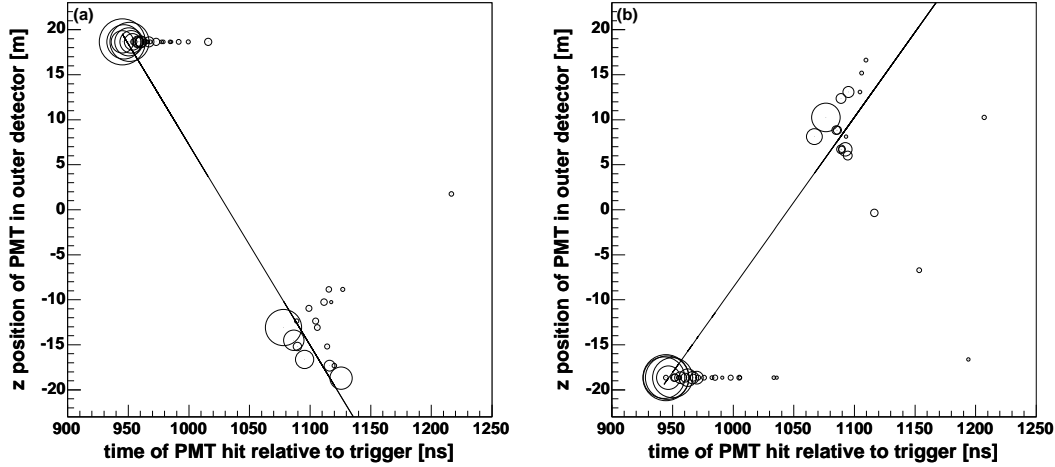 (a)
z position of PMT in outer detector [m]
20
15
10
5
0
-5
-10
-15
-20
900 950 1000 1050 1100 1150 1200 1250
time of PMT hit relative to trigger [ns]
(b)
z position of PMT in outer detector [m]
20
15
10
5
0
-5
-10
-15
-20
900 950 1000 1050 1100 1150 1200 1250
time of PMT hit relative to trigger [ns]